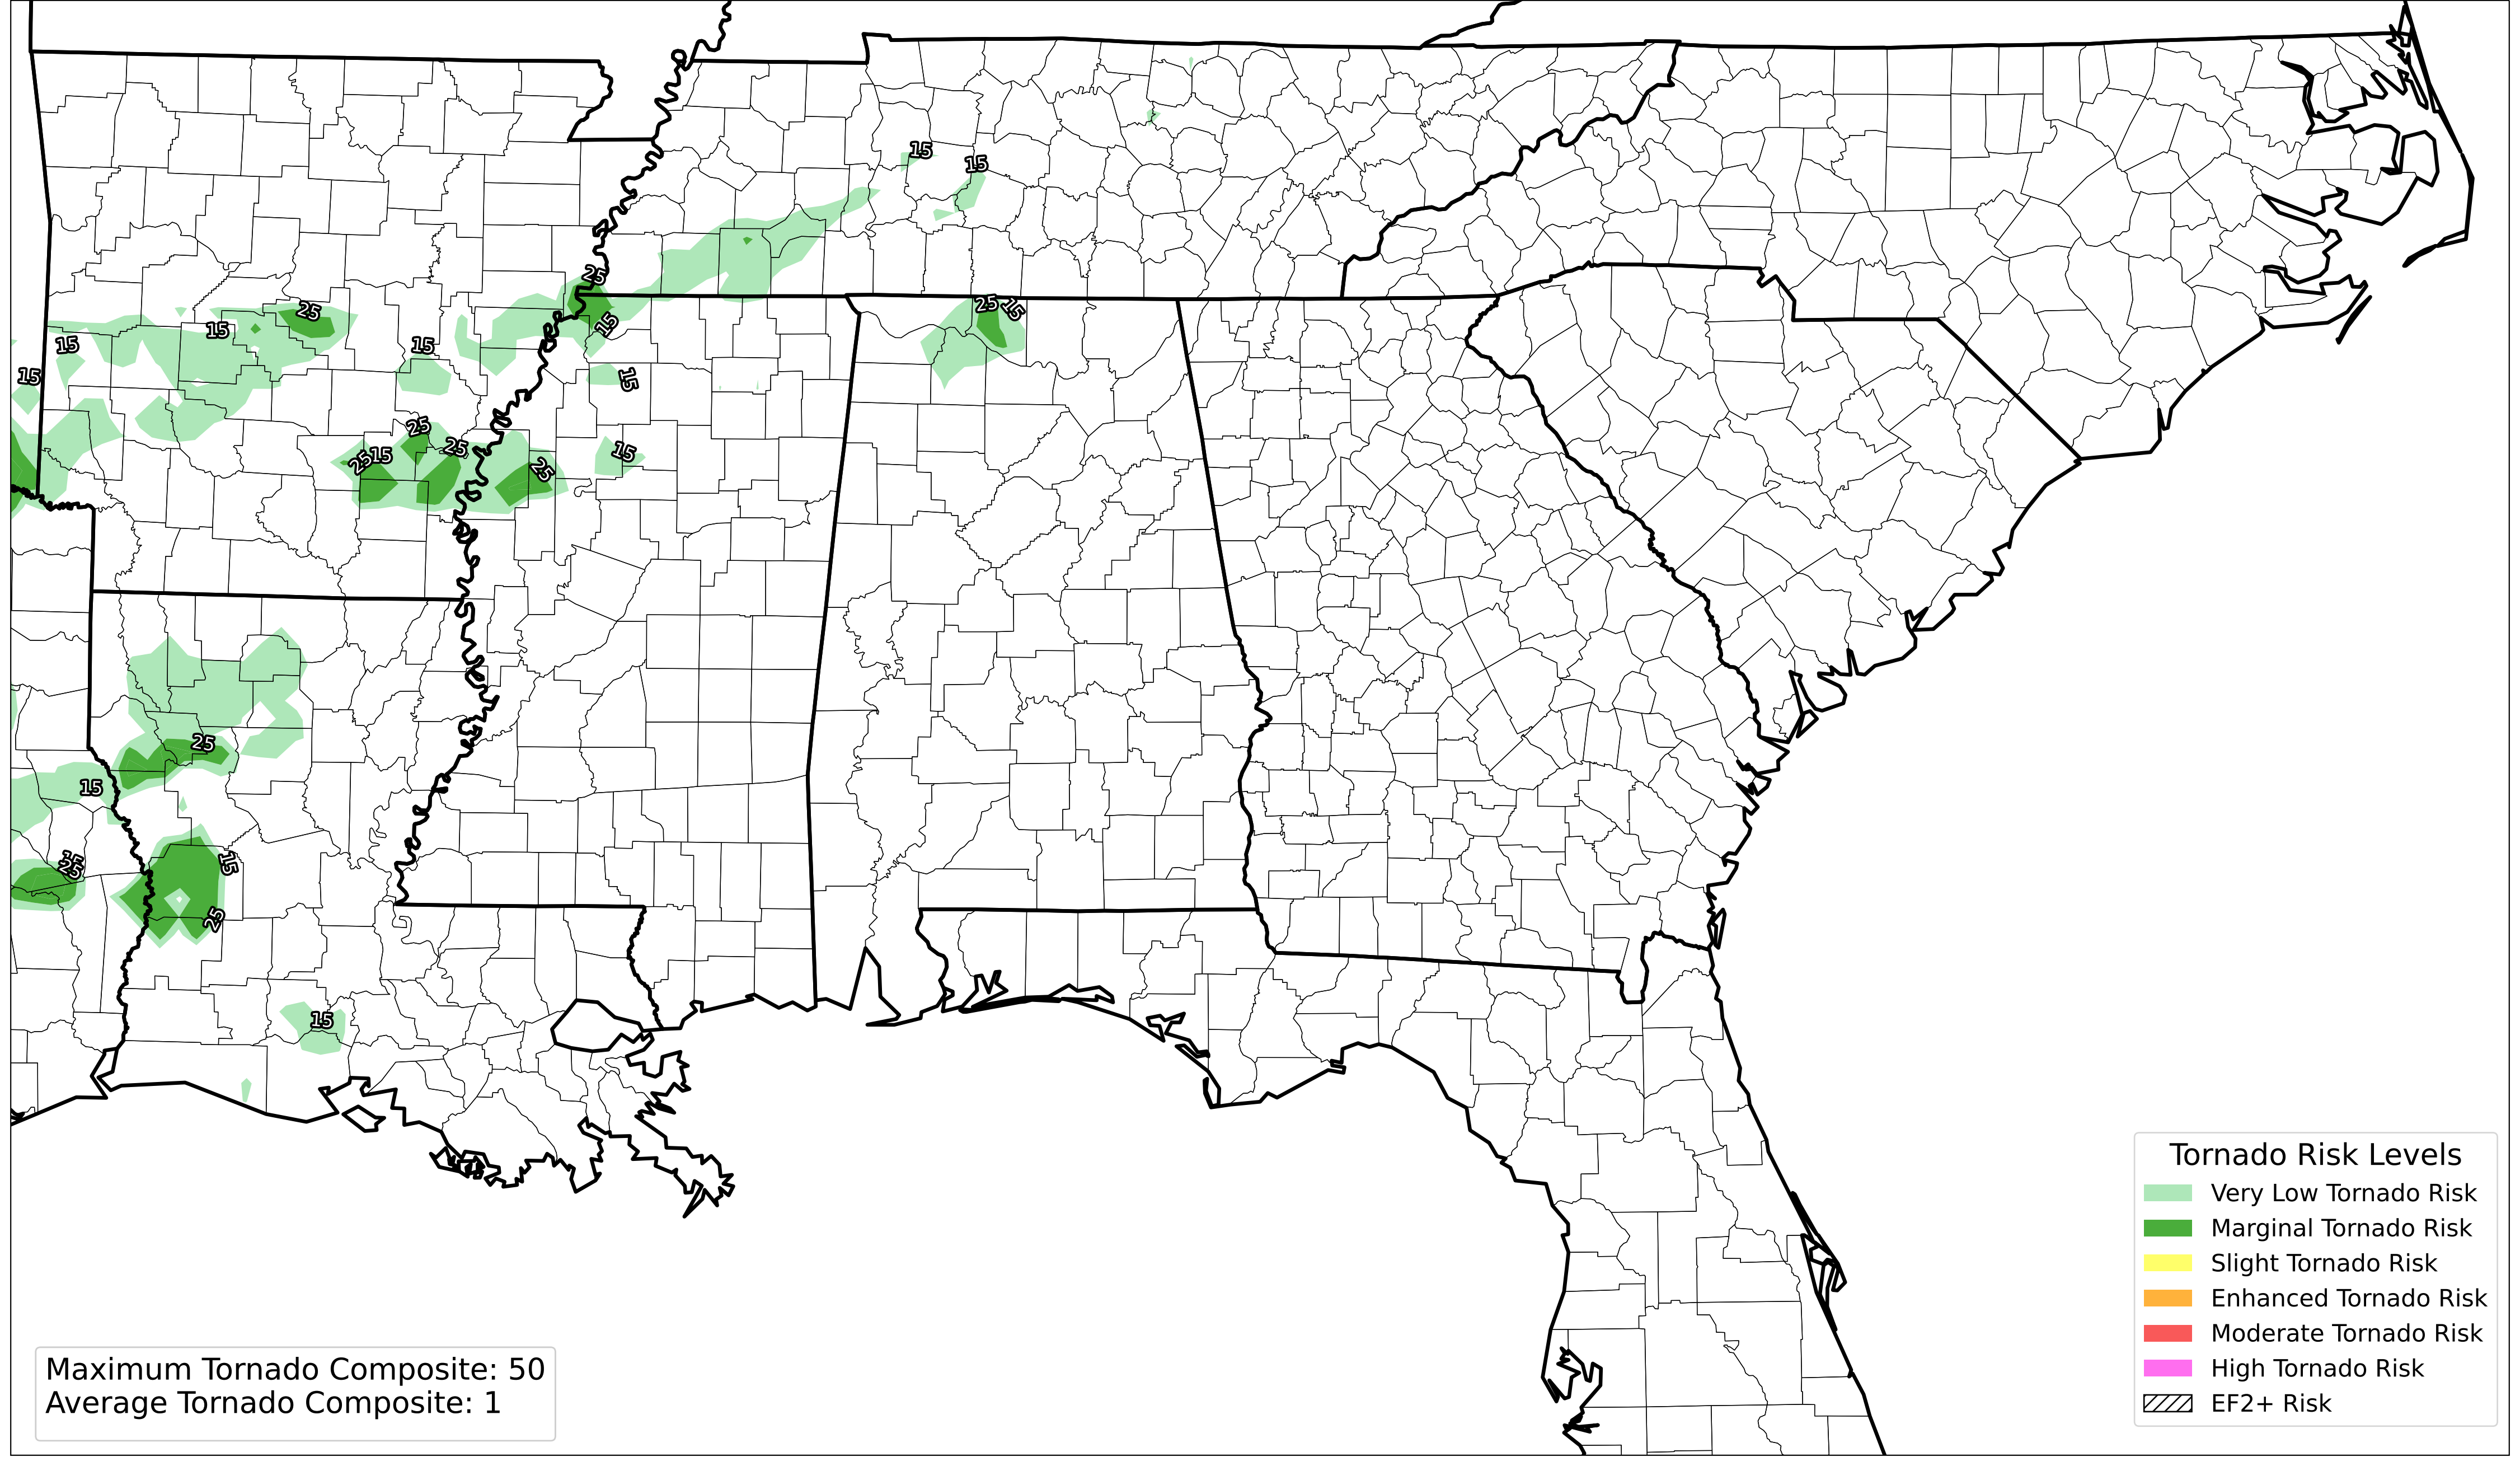 15
15
25
25
15
25
15
25
15
15
15
15
15
25
25
15
25
25
15
25
15
15
25
15
25
15
Tornado Risk Levels
Very Low Tornado Risk
Marginal Tornado Risk
Slight Tornado Risk
Enhanced Tornado Risk
Moderate Tornado Risk
High Tornado Risk
EF2+ Risk
Maximum Tornado Composite: 50
Average Tornado Composite: 1